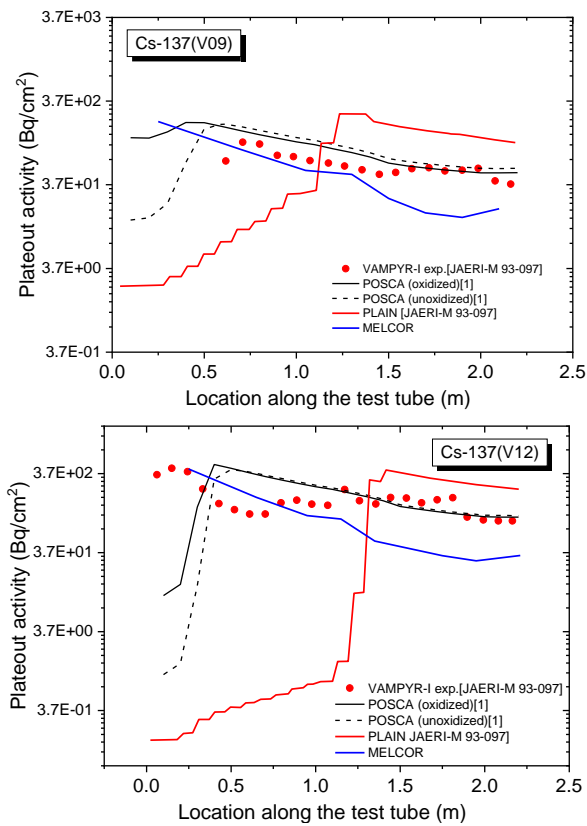 Cs-137(V09)
Plateout activity (Bq/cm²)
3.7E+03
3.7E+02
3.7E+01
3.7E+00
3.7E-01
VAMPYR-I exp.[JAERI-M 93-097]
POSCA (oxidized)[1]
POSCA (unoxidized)[1]
PLAIN [JAERI-M 93-097]
MELCOR
0.0 0.5 1.0 1.5 2.0 2.5
Location along the test tube (m)
Cs-137(V12)
Plateout activity (Bq/cm²)
3.7E+02
3.7E+01
3.7E+00
3.7E-01
VAMPYR-I exp.[JAERI-M 93-097]
POSCA (oxidized)[1]
POSCA (unoxidized)[1]
PLAIN JAERI-M 93-097]
MELCOR
0.0 0.5 1.0 1.5 2.0 2.5
Location along the test tube (m)